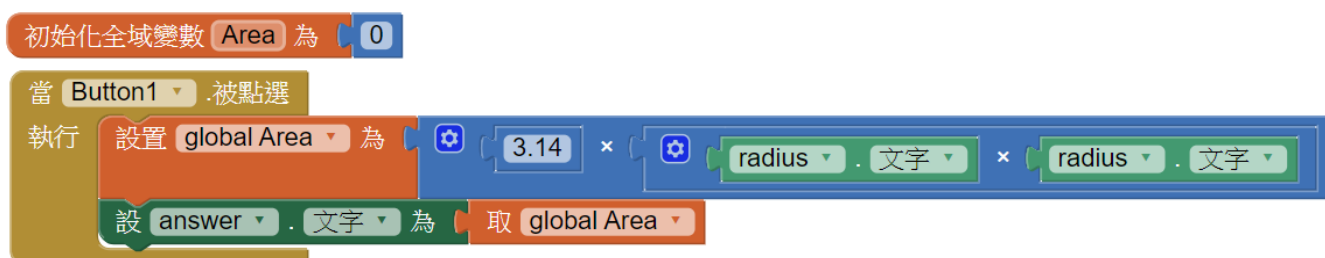 初始化全域變數 Area 為 0
當 Button1 .被點選
執行 設置 global Area 為 3.14 × radius . 文字 × radius . 文字
設 answer . 文字 為 取 global Area